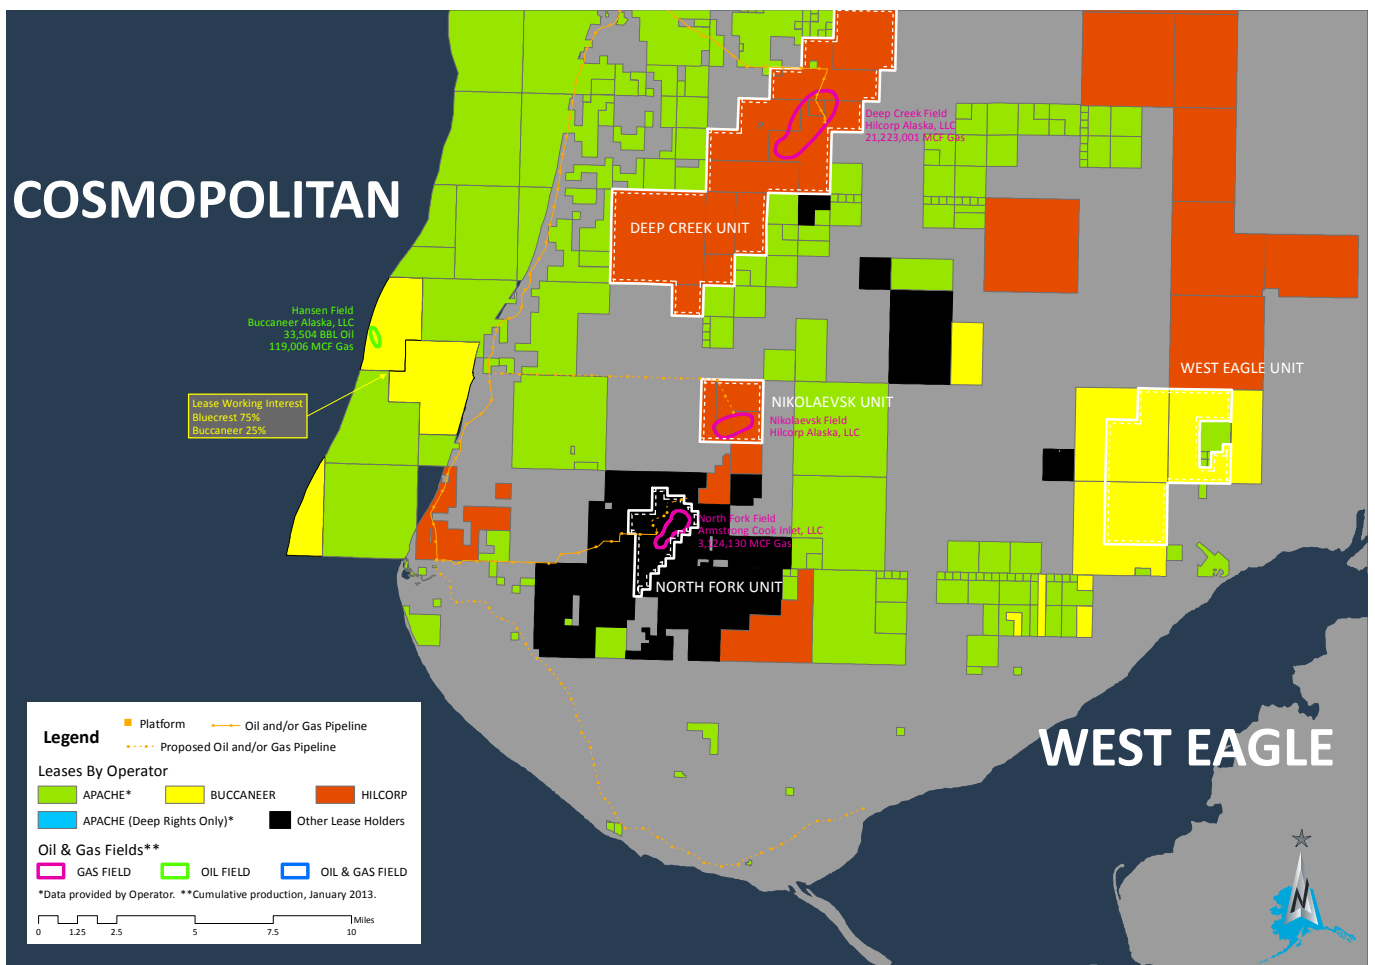 COSMOPOLITAN
Deep Creek Field
Hilcorp Alaska, LLC
21,223,001 MCF Gas
DEEP CREEK UNIT
Hansen Field
Buccaneer Alaska, LLC
33,504 BBL Oil
119,006 MCF Gas
WEST EAGLE UNIT
Lease Working Interest
Bluecrest 75%
Buccaneer 25%
NIKOLAEVSK UNIT
Nikolaevsk Field
Hilcorp Alaska, LLC
North Fork Field
Armstrong Cook Inlet, LLC
MCF Gas
NORTH FORK UNIT
WEST EAGLE
Legend
Platform
Oil and/or Gas Pipeline
Proposed Oil and/or Gas Pipeline
Leases By Operator
APACHE*
BUCCANEER
HILCORP
APACHE (Deep Rights Only)*
Other Lease Holders
Oil & Gas Fields**
GAS FIELD
OIL FIELD
OIL & GAS FIELD
*Data provided by Operator. **Cumulative production, January 2013.
Miles
0 1.25 2.5 5 7.5 10
N